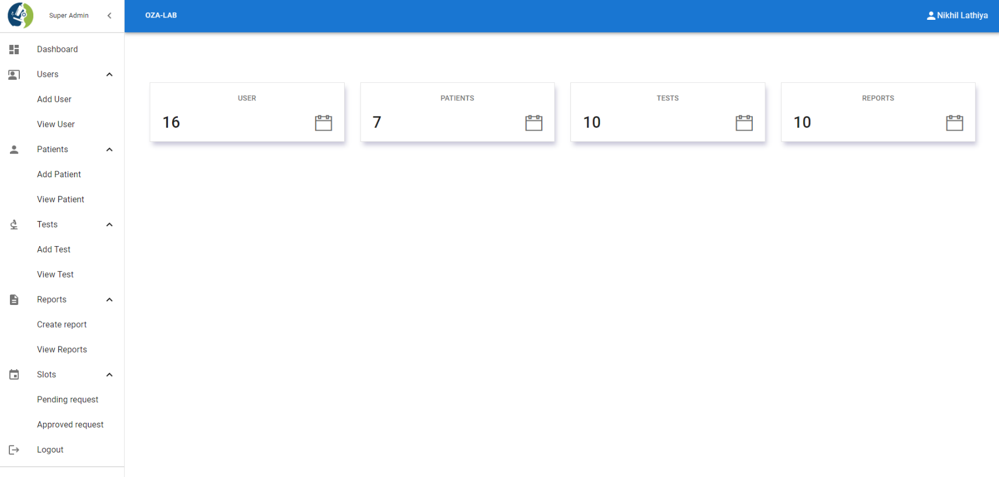 Super Admin
OZA-LAB
Nikhil Lathiya
Dashboard
Users
Add User
View User
Patients
Add Patient
View Patient
Tests
Add Test
View Test
Reports
Create report
View Reports
Slots
Pending request
Approved request
Logout
USER
16
PATIENTS
7
TESTS
10
REPORTS
10